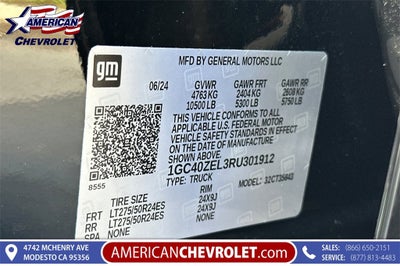 AMERICAN
CHEVROLET
gm
MFD BY GENERAL MOTORS LLC
06/24 GVWR GAWR FRT GAWR RR
4763 KG 2404 KG 2608 KG
10500 LB 5300 LB 5750 LB
THIS VEHICLE CONFORMS TO ALL
APPLICABLE U.S. FEDERAL MOTOR
VEHICLE SAFETY STANDARDS IN
EFFECT ON THE DATE OF
MANUFACTURE SHOWN ABOVE.
1GC40ZEL3RU301912
TYPE: TRUCK
8555
MODEL: 32CT35843
TIRE SIZE RIM
FRT LT275/50R24ES 24X9J
RR LT275/50R24ES 24X9J
SPA NONE NONE
4742 MCHENRY AVE
MODESTO CA 95356
AMERICANCHEVROLET.com
SALES: (866) 650-2151
SERVICE: (877) 813-4483